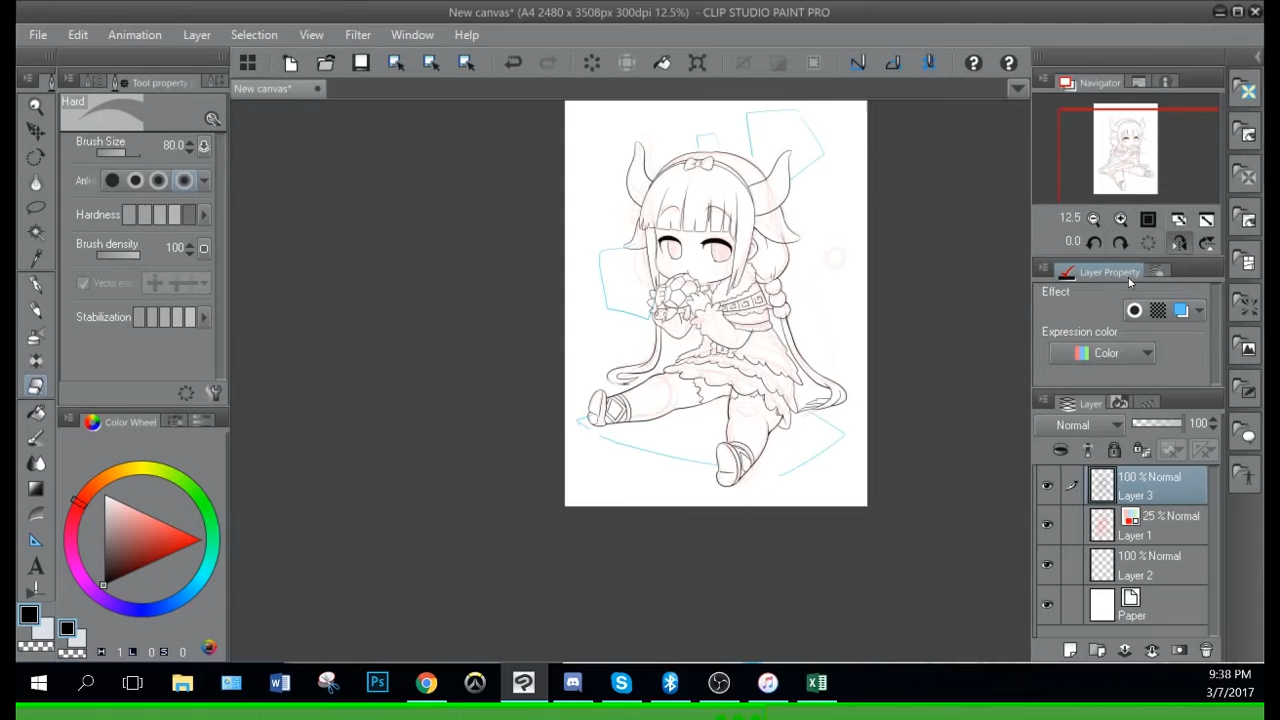 New canvas* (A4 2480 x 3508px 300dpi 12.5%) - CLIP STUDIO PAINT PRO
File Edit Animation Layer Selection View Filter Window Help
Tool property
New canvas*
Navigator
Hard
Brush Size 80.0
Hardness
Brush density 100
Stabilization
12.5
0.0
Layer Property
Effect
Expression color
Color
Color Wheel
Layer
Normal 100
100 % Normal
Layer 3
25 % Normal
Layer 1
100 % Normal
Layer 2
Paper
H 1 L 0 S 0
9:38 PM
3/7/2017